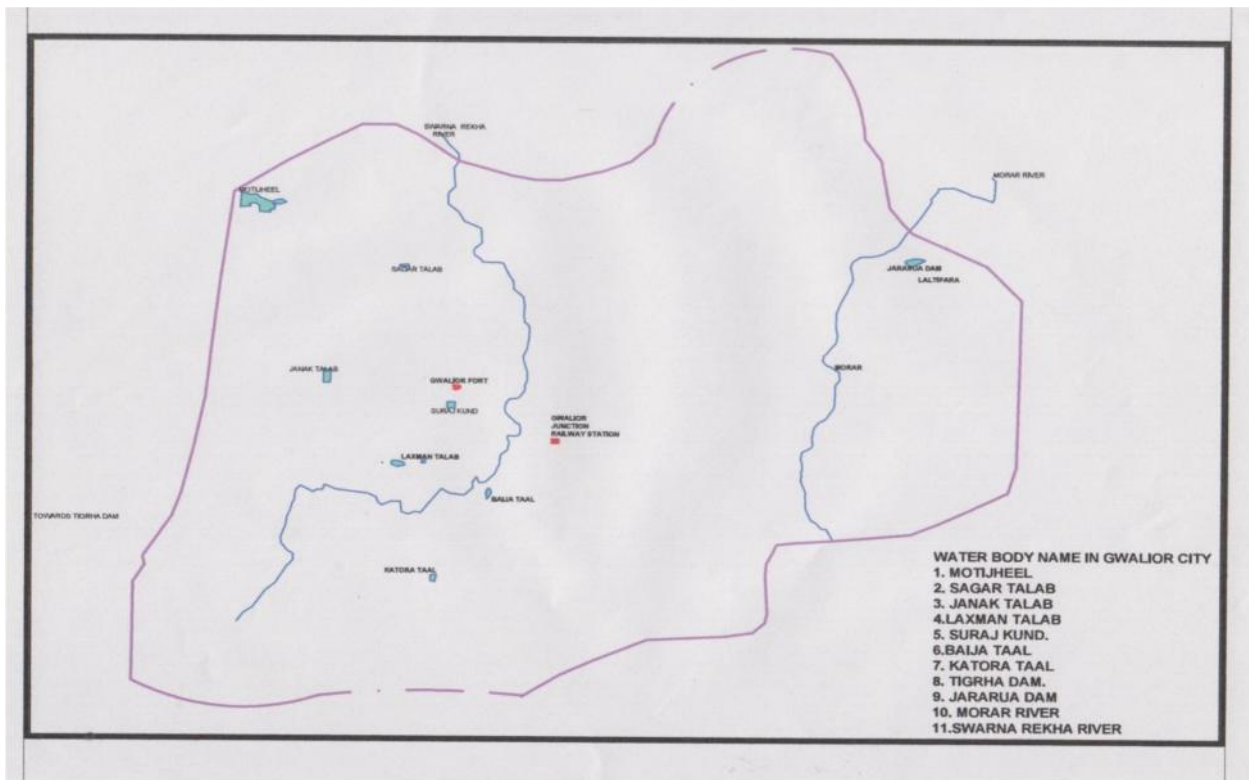 SWARNA REKHA
RIVER
MORAR RIVER
MOTIJHEEL
SAGAR TALAB
JARARUA DAM
LALTIPARA
JANAK TALAB
GWALIOR FORT
MORAR
SURAJ KUND
GWALIOR
JUNCTION
RAILWAY STATION
LAXMAN TALAB
BAIJA TAAL
TOWARDS TIGRHA DAM
KATORA TAAL
WATER BODY NAME IN GWALIOR CITY
1. MOTIJHEEL
2. SAGAR TALAB
3. JANAK TALAB
4.LAXMAN TALAB
5. SURAJ KUND.
6.BAIJA TAAL
7. KATORA TAAL
8. TIGRHA DAM.
9. JARARUA DAM
10. MORAR RIVER
11.SWARNA REKHA RIVER